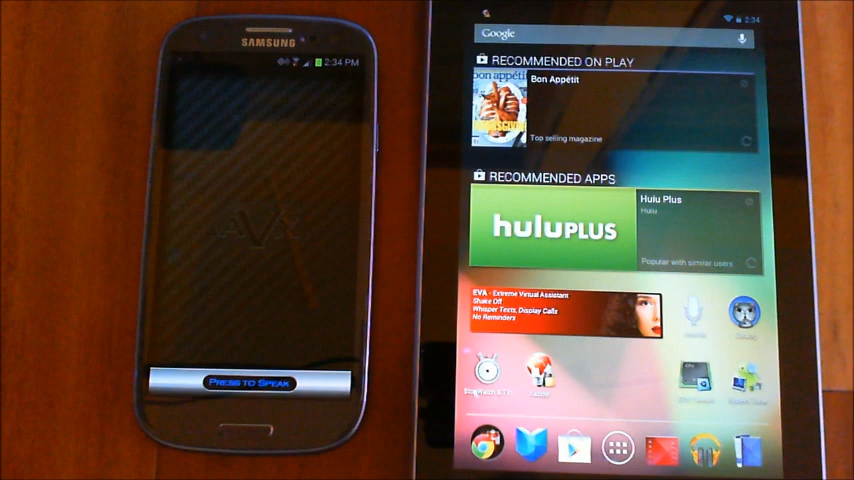 SAMSUNG
2:34 PM
AVA
PRESS TO SPEAK
2:34
Google
RECOMMENDED ON PLAY
bon appétit
Bon Appétit
Top selling magazine
RECOMMENDED APPS
huluPLUS
Hulu Plus
Hulu
Popular with similar users
EVA - Extreme Virtual Assistant
Shake Off
Whisper Texts, Display Calls
No Reminders